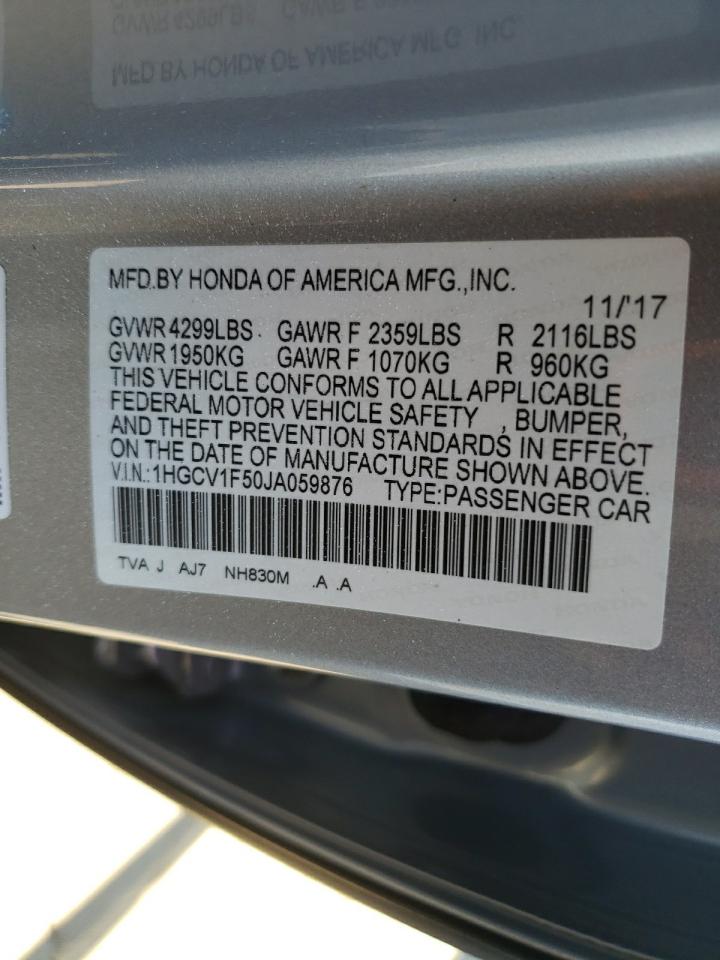 MFD.BY HONDA OF AMERICA MFG.,INC.
11/'17
GVWR 4299LBS GAWR F 2359LBS R 2116LBS
GVWR 1950KG GAWR F 1070KG R 960KG
THIS VEHICLE CONFORMS TO ALL APPLICABLE
FEDERAL MOTOR VEHICLE SAFETY , BUMPER,
AND THEFT PREVENTION STANDARDS IN EFFECT
ON THE DATE OF MANUFACTURE SHOWN ABOVE.
V.I.N.:1HGCV1F50JA059876 TYPE:PASSENGER CAR
TVA J AJ7 NH830M .A .A